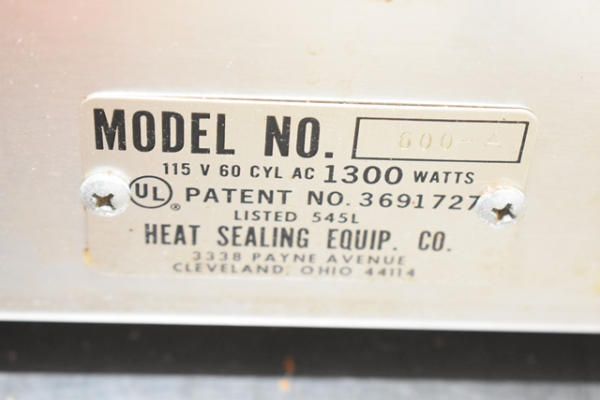 MODEL NO. 600-A
115 V 60 CYL AC 1300 WATTS
UL ® PATENT NO. 3691727
LISTED 545L
HEAT SEALING EQUIP. CO.
3338 PAYNE AVENUE
CLEVELAND, OHIO 44114